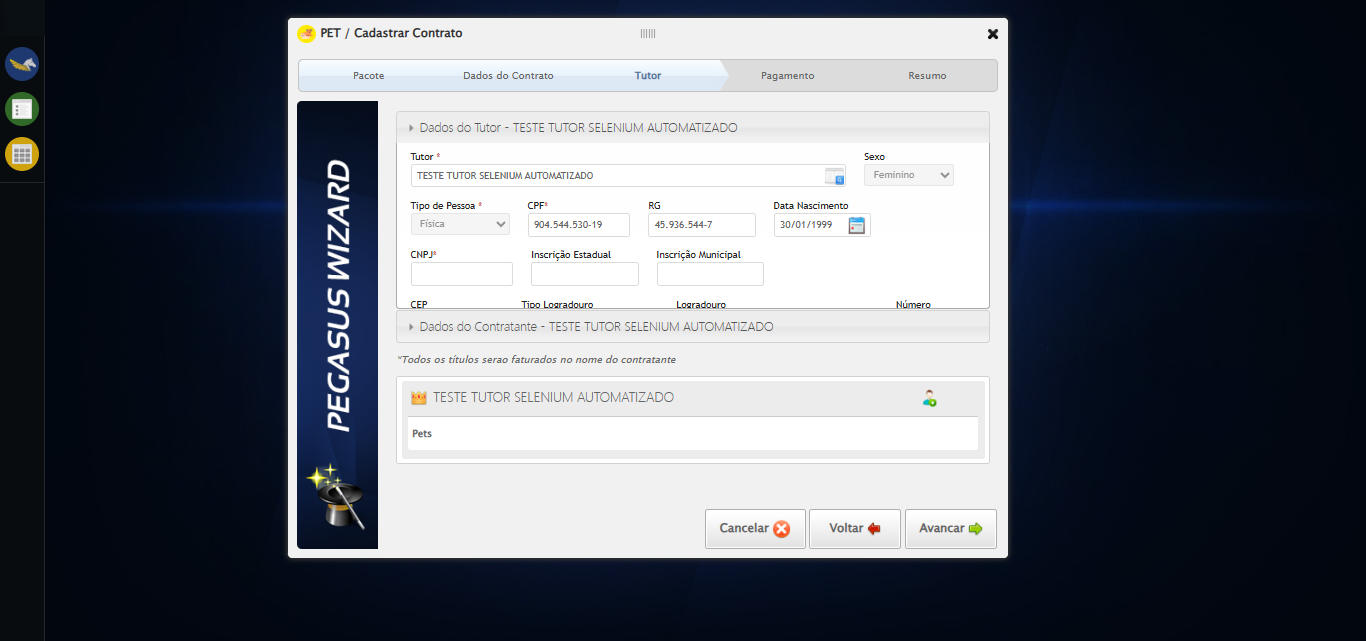 PET / Cadastrar Contrato
Pacote Dados do Contrato Tutor Pagamento Resumo
PEGASUS WIZARD
Dados do Tutor - TESTE TUTOR SELENIUM AUTOMATIZADO
Tutor * Sexo
TESTE TUTOR SELENIUM AUTOMATIZADO Feminino
Tipo de Pessoa * CPF* RG Data Nascimento
Física 904.544.530-19 45.936.544-7 30/01/1999
CNPJ* Inscrição Estadual Inscrição Municipal
CEP Tipo Logradouro Logradouro Número
Dados do Contratante - TESTE TUTOR SELENIUM AUTOMATIZADO
*Todos os títulos serao faturados no nome do contratante
TESTE TUTOR SELENIUM AUTOMATIZADO
Pets
Cancelar Voltar Avancar